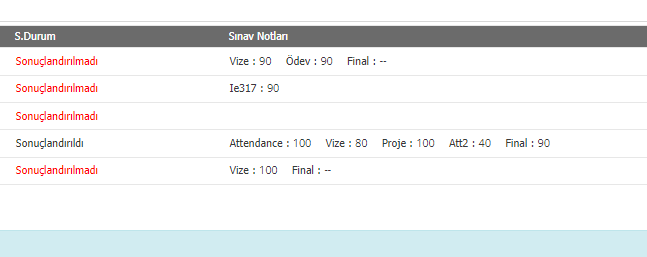 S.Durum Sınav Notları
Sonuçlandırılmadı Vize : 90 Ödev : 90 Final : --
Sonuçlandırılmadı Ie317 : 90
Sonuçlandırılmadı
Sonuçlandırıldı Attendance : 100 Vize : 80 Proje : 100 Att2 : 40 Final : 90
Sonuçlandırılmadı Vize : 100 Final : --